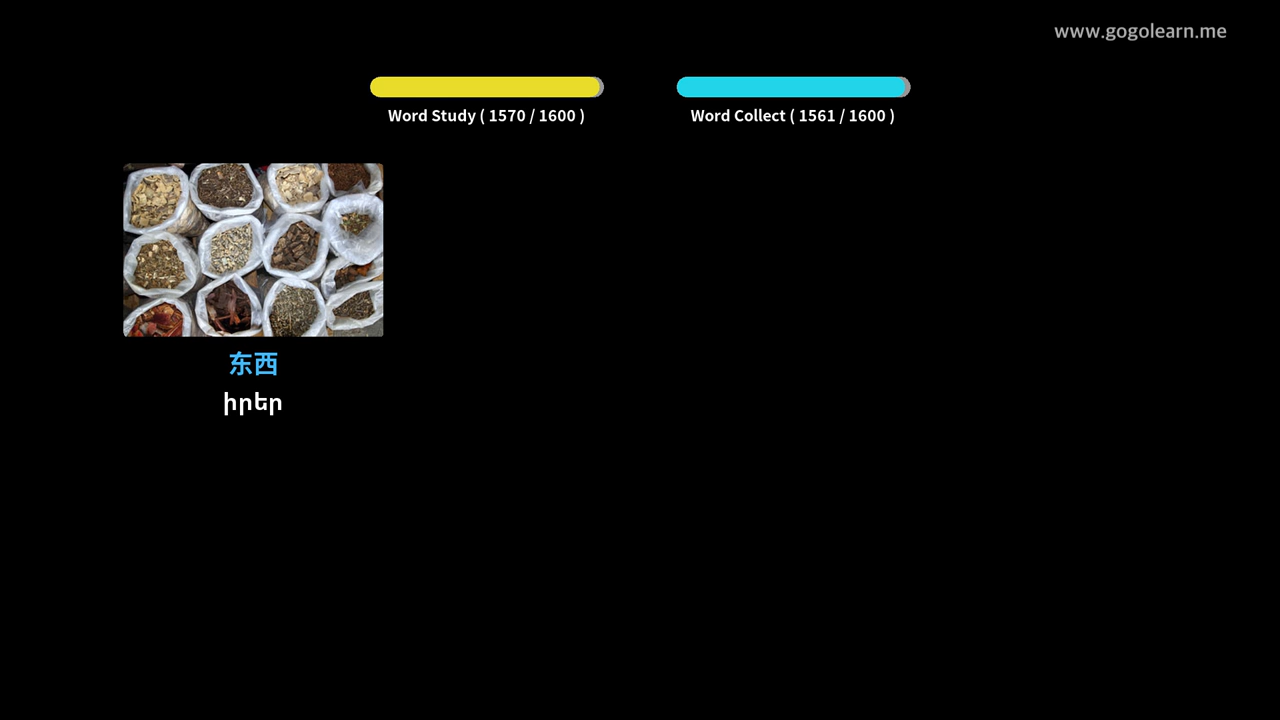 www.gogolearn.me
Word Study ( 1570 / 1600 )
Word Collect ( 1561 / 1600 )
东西
իրեր